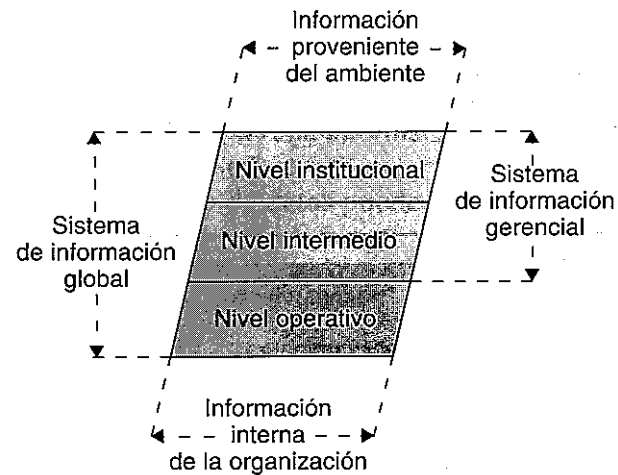 Información
proveniente
del ambiente
Nivel institucional
Sistema
de información
gerencial
Sistema
de información
global
Nivel intermedio
Nivel operativo
Información
interna
de la organización